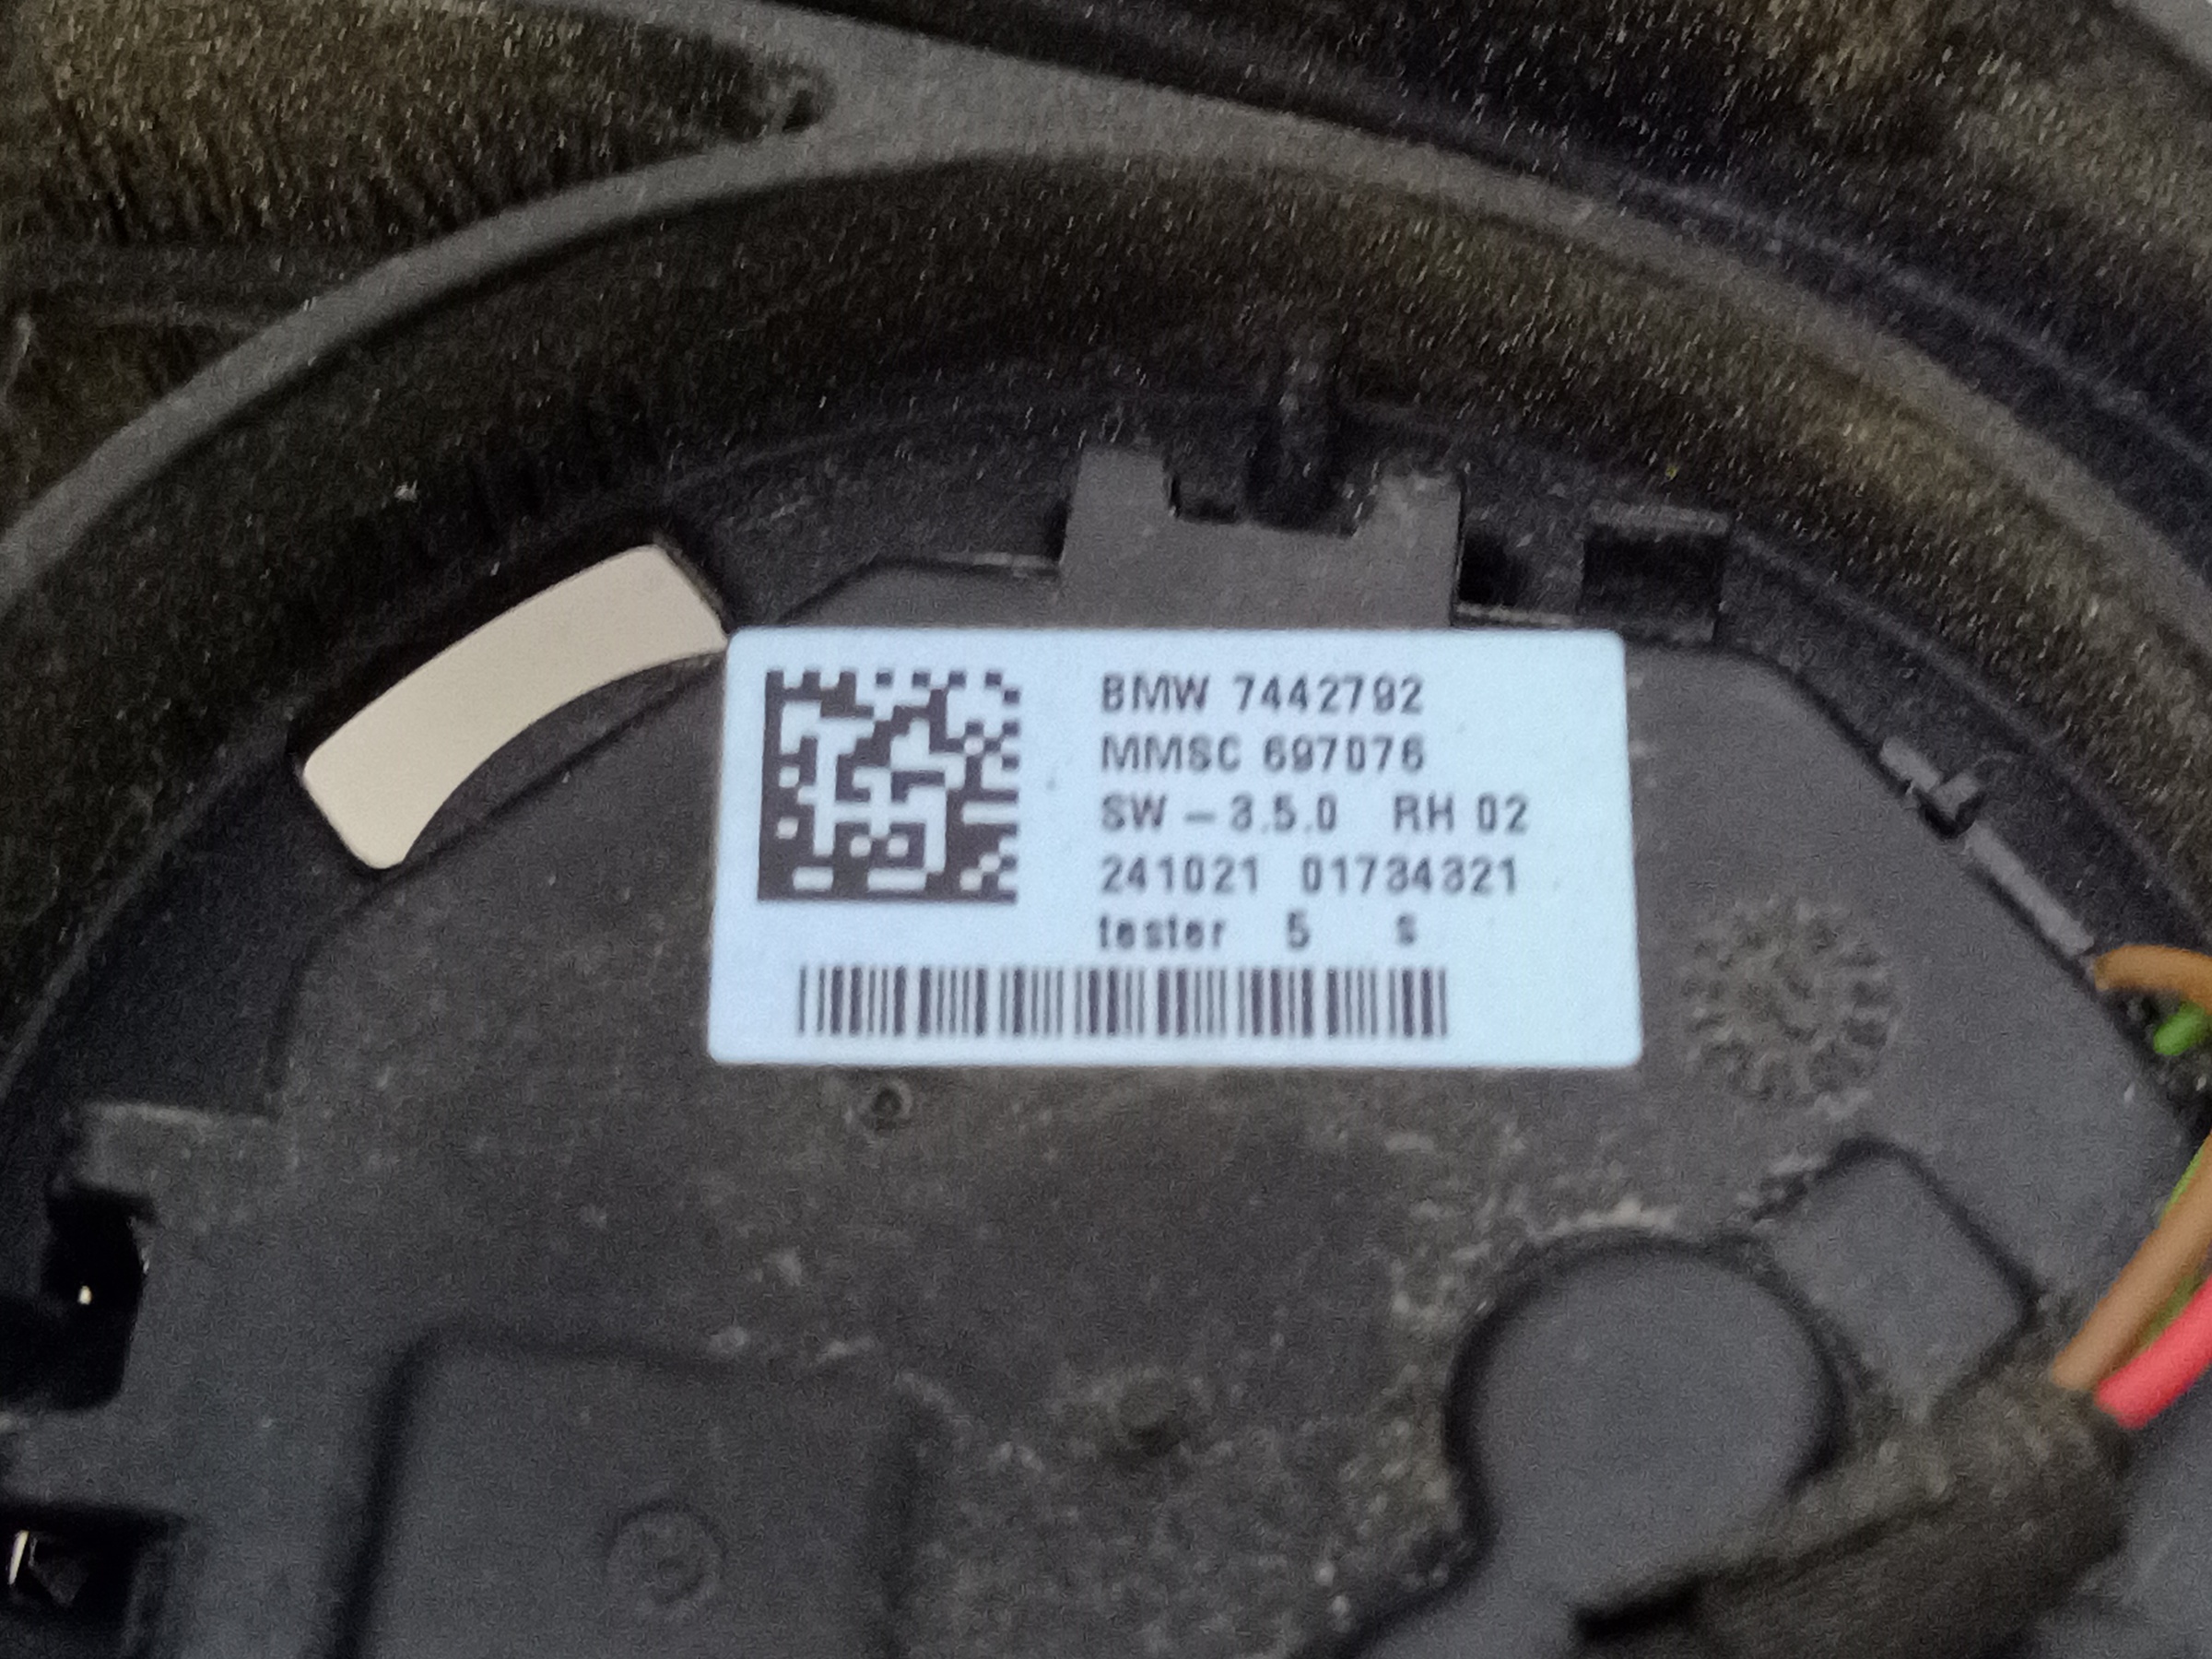 BMW 7442792
MMSC 697076
SW - 3.5.0 RH 02
241021 01734321
tester 5 s